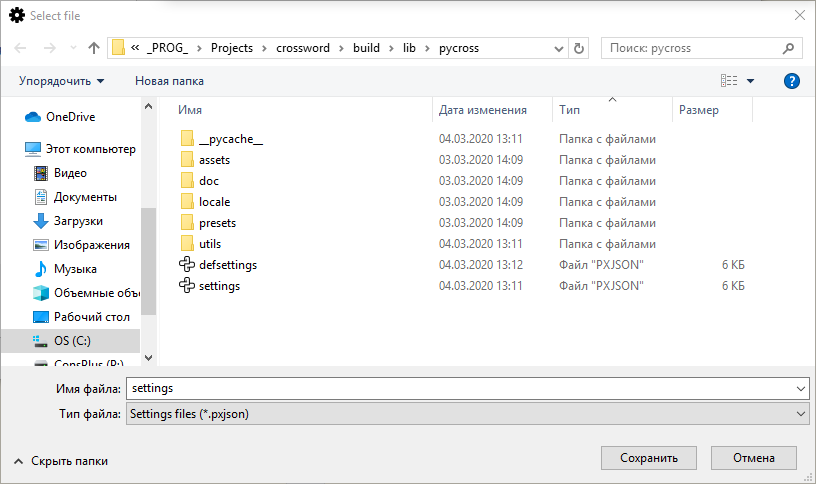 Select file
« _PROG_ › Projects › crossword › build › lib › pycross
Поиск: pycross
Упорядочить
Новая папка
?
OneDrive
Этот компьютер
Видео
Документы
Загрузки
Изображения
Музыка
Объемные объе
Рабочий стол
OS (C:)
ConsPlus (P:)
Имя Дата изменения Тип Размер
__pycache__ 04.03.2020 13:11 Папка с файлами
assets 03.03.2020 14:09 Папка с файлами
doc 03.03.2020 14:09 Папка с файлами
locale 03.03.2020 14:09 Папка с файлами
presets 03.03.2020 14:09 Папка с файлами
utils 04.03.2020 13:11 Папка с файлами
defsettings 04.03.2020 13:12 Файл "PXJSON" 6 КБ
settings 04.03.2020 13:11 Файл "PXJSON" 6 КБ
Имя файла: settings
Тип файла: Settings files (*.pxjson)
Скрыть папки
Сохранить
Отмена